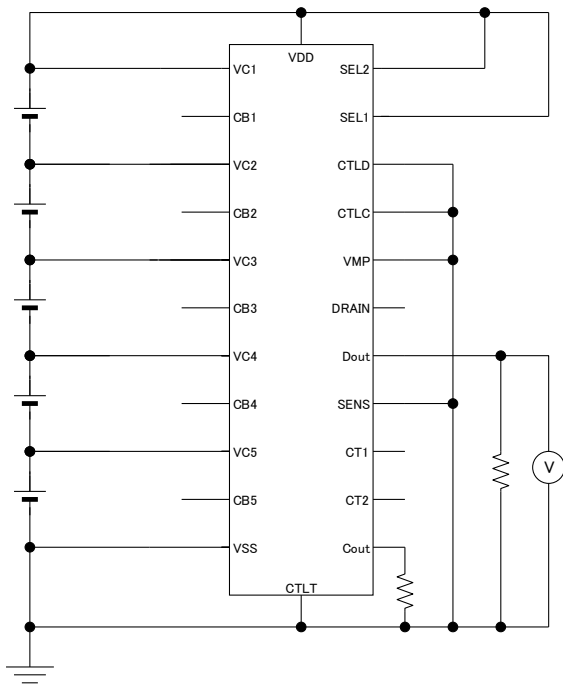 VDD
VC1
SEL2
CB1
SEL1
VC2
CTLD
CB2
CTLC
VC3
VMP
CB3
DRAIN
VC4
Dout
CB4
SENS
VC5
CT1
V
CB5
CT2
VSS
Cout
CTLT